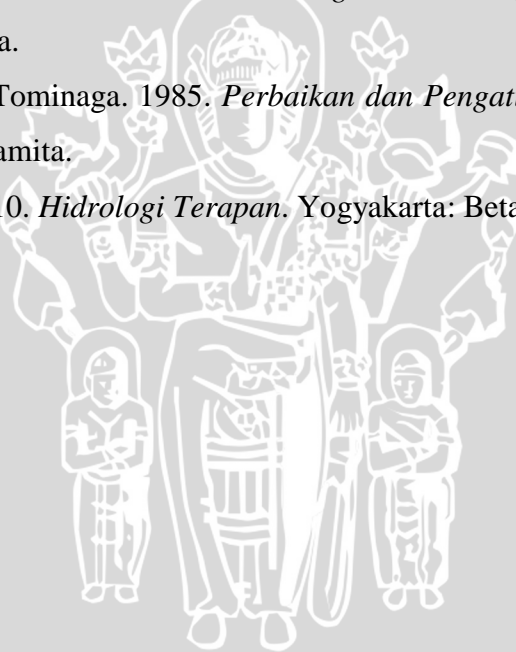 a.
Tominaga. 1985. Perbaikan dan Pengat
amita.
10. Hidrologi Terapan. Yogyakarta: Beta